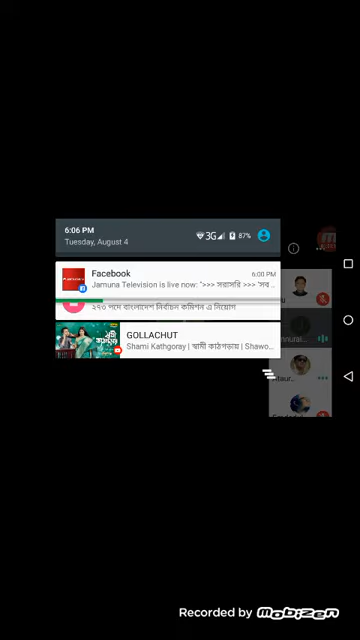 6:06 PM
Tuesday, August 4
3G
87%
Facebook
6:00 PM
Jamuna Television is live now: ">>> সরাসরি >>> 'সব ..
২৭৩ পদে বাংলাদেশ নির্বাচন কমিশন এ নিয়োগ
GOLLACHUT
Shami Kathgoray | স্বামী কাঠগড়ায় | Shawo...
Recorded by mobizen